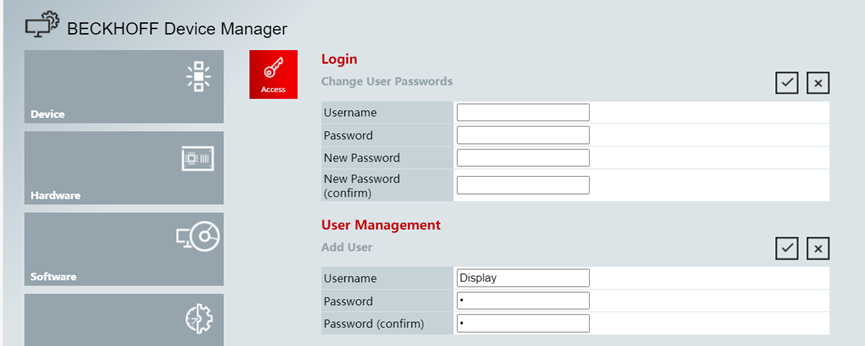 BECKHOFF Device Manager
Device
Hardware
Software
Access
Login
Change User Passwords
Username
Password
New Password
New Password
(confirm)
User Management
Add User
Username Display
Password •
Password (confirm) •